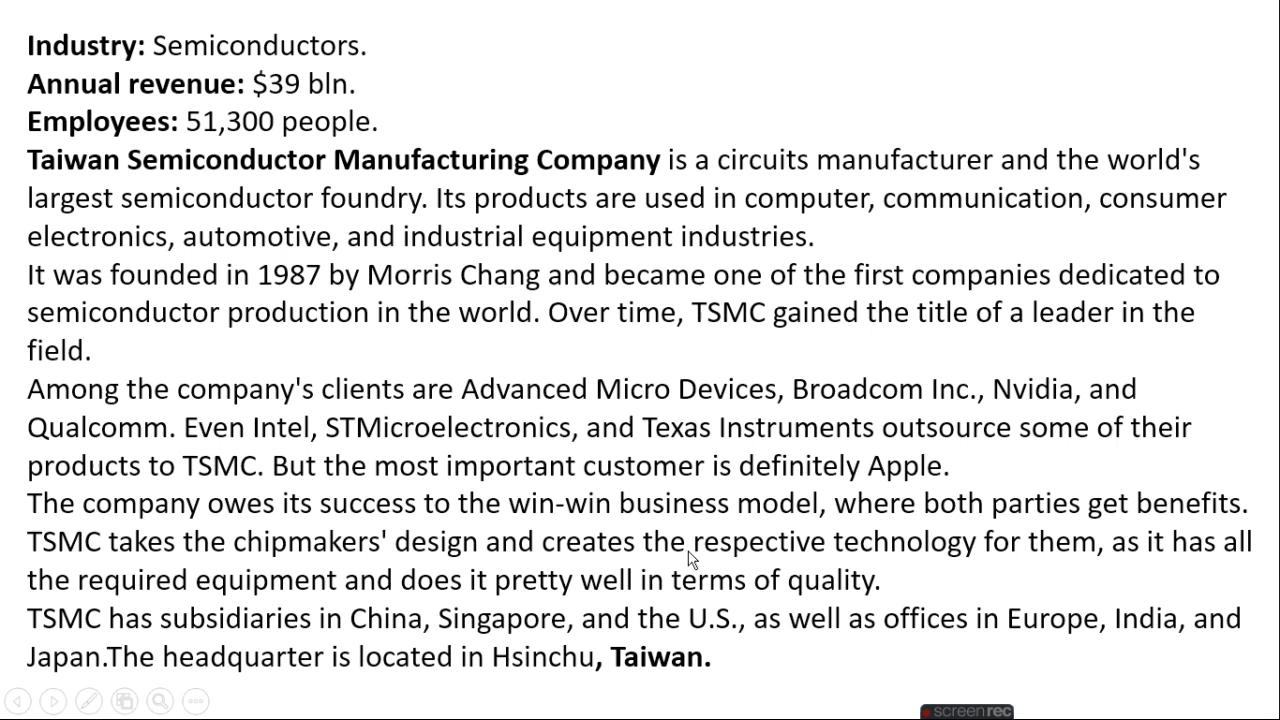 Industry: Semiconductors.
Annual revenue: $39 bln.
Employees: 51,300 people.
Taiwan Semiconductor Manufacturing Company is a circuits manufacturer and the world's
largest semiconductor foundry. Its products are used in computer, communication, consumer
electronics, automotive, and industrial equipment industries.
It was founded in 1987 by Morris Chang and became one of the first companies dedicated to
semiconductor production in the world. Over time, TSMC gained the title of a leader in the
field.
Among the company's clients are Advanced Micro Devices, Broadcom Inc., Nvidia, and
Qualcomm. Even Intel, STMicroelectronics, and Texas Instruments outsource some of their
products to TSMC. But the most important customer is definitely Apple.
The company owes its success to the win-win business model, where both parties get benefits.
TSMC takes the chipmakers' design and creates the respective technology for them, as it has all
the required equipment and does it pretty well in terms of quality.
TSMC has subsidiaries in China, Singapore, and the U.S., as well as offices in Europe, India, and
Japan.The headquarter is located in Hsinchu, Taiwan.
screenrec